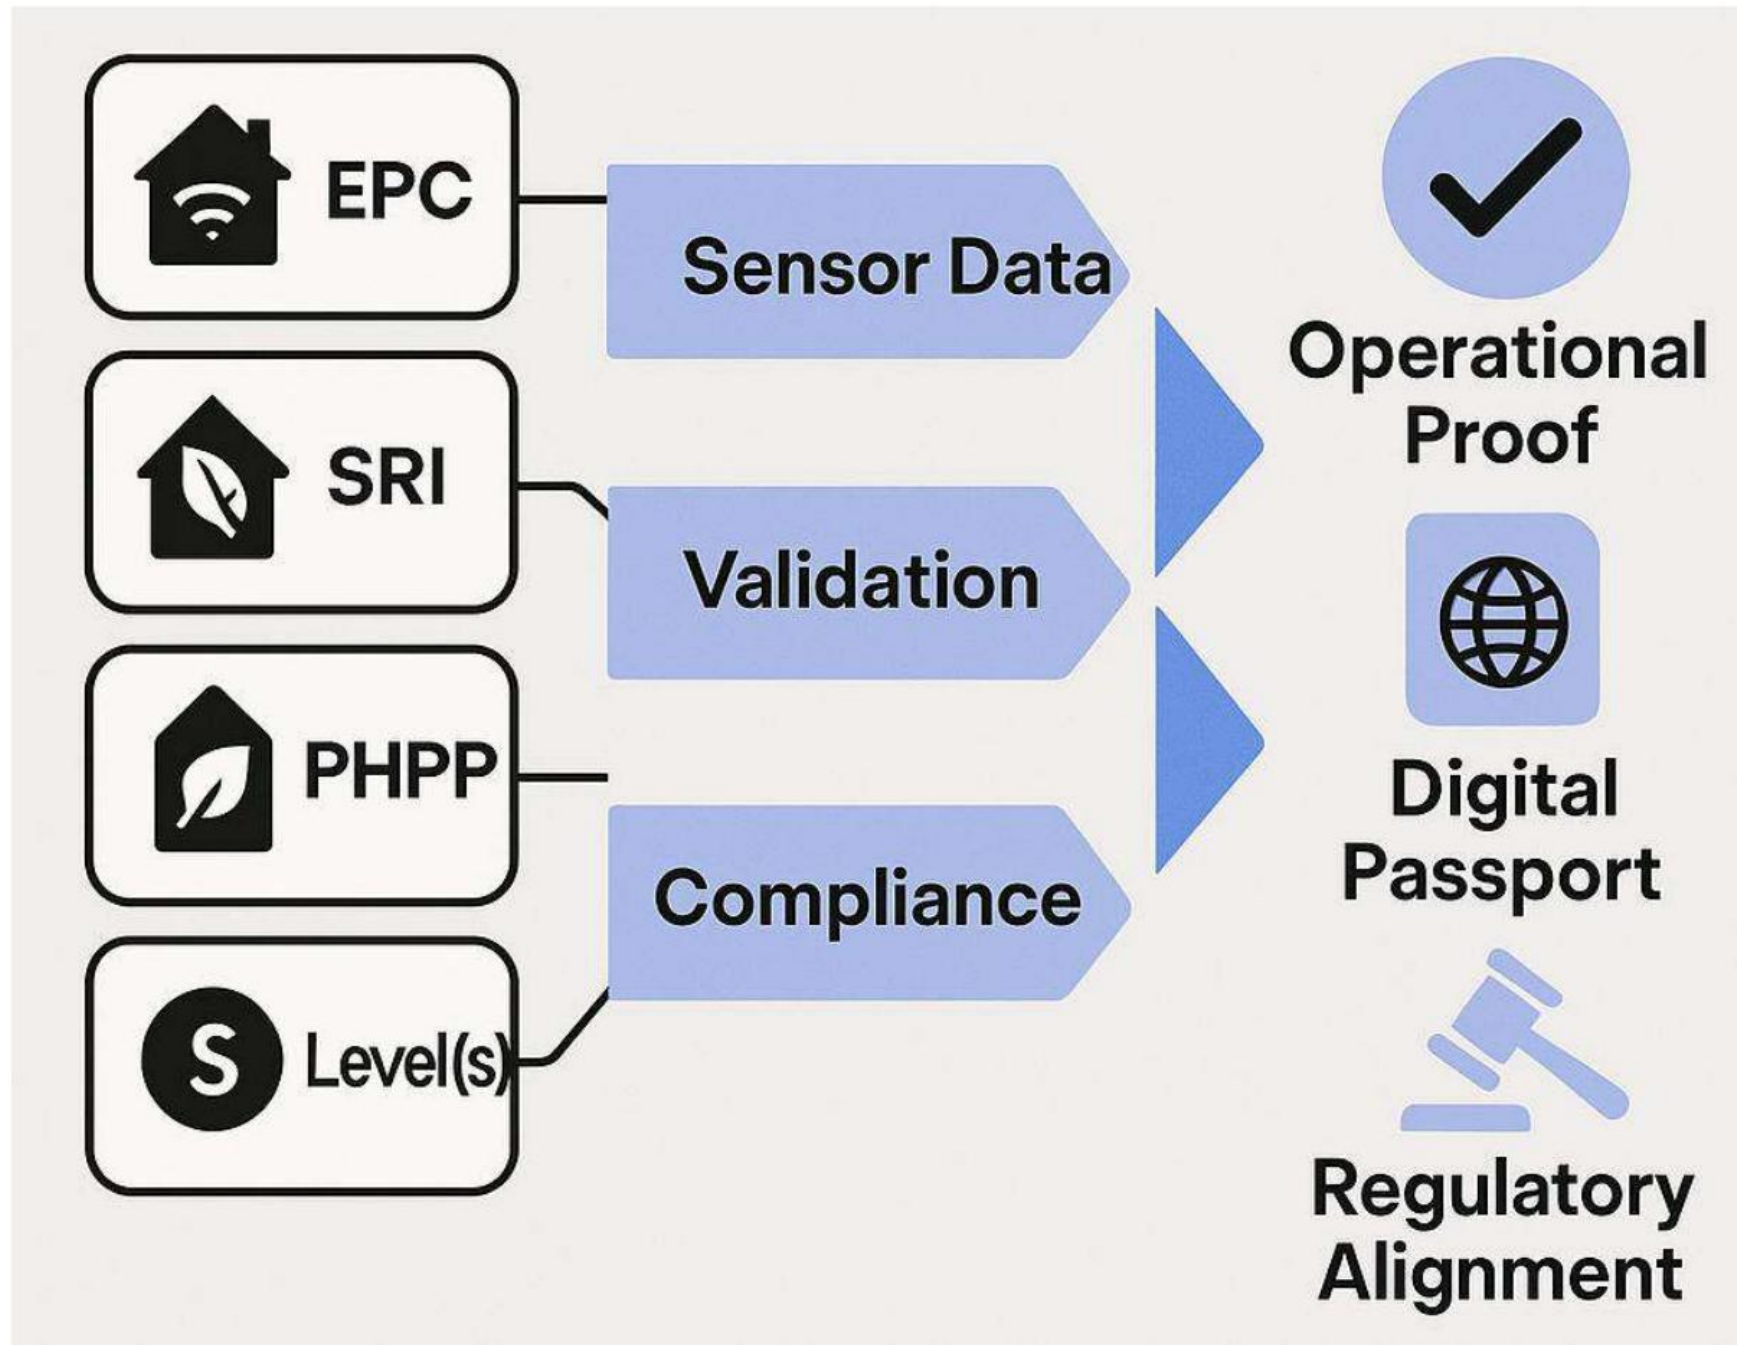 EPC
SRI
PHPP
S
Level(s)
Sensor Data
Validation
Compliance
Operational
Proof
Digital
Passport
Regulatory
Alignment